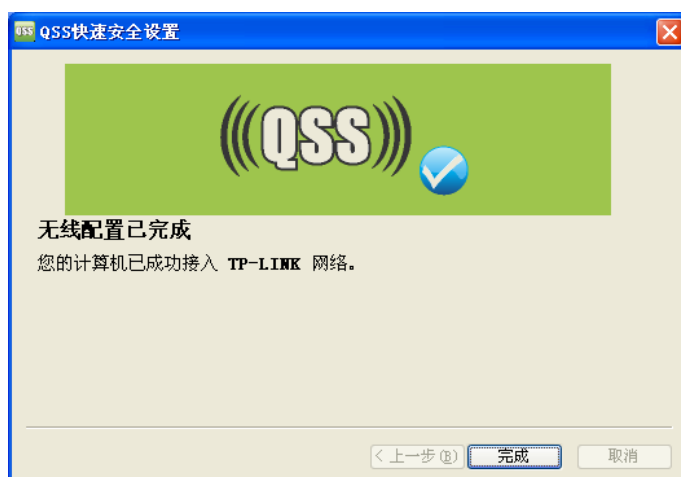 QSS QSS快速安全设置
QSS
无线配置已完成
您的计算机已成功接入 TP-LINK 网络。
< 上一步(B) 完成 取消